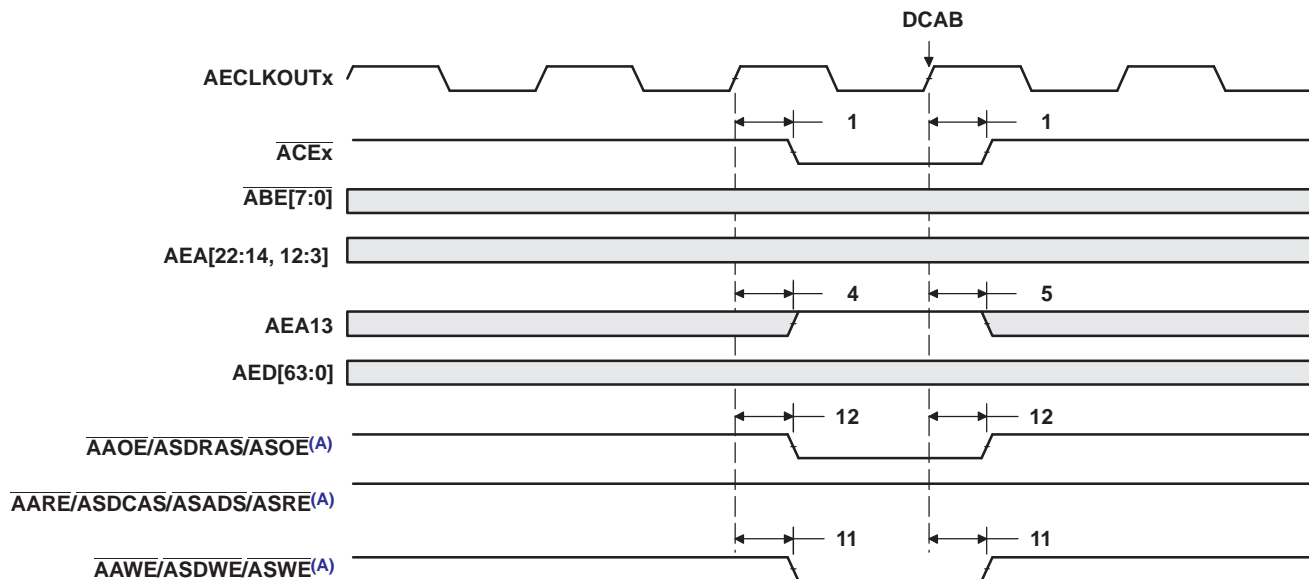 DCAB
AECLKOUTx
1 1
ACEx
ABE[7:0]
AEA[22:14, 12:3]
4 5
AEA13
AED[63:0]
12 12
AAOE/ASDRAS/ASOE(A)
AARE/ASDCAS/ASADS/ASRE(A)
11 11
AAWE/ASDWE/ASWE(A)